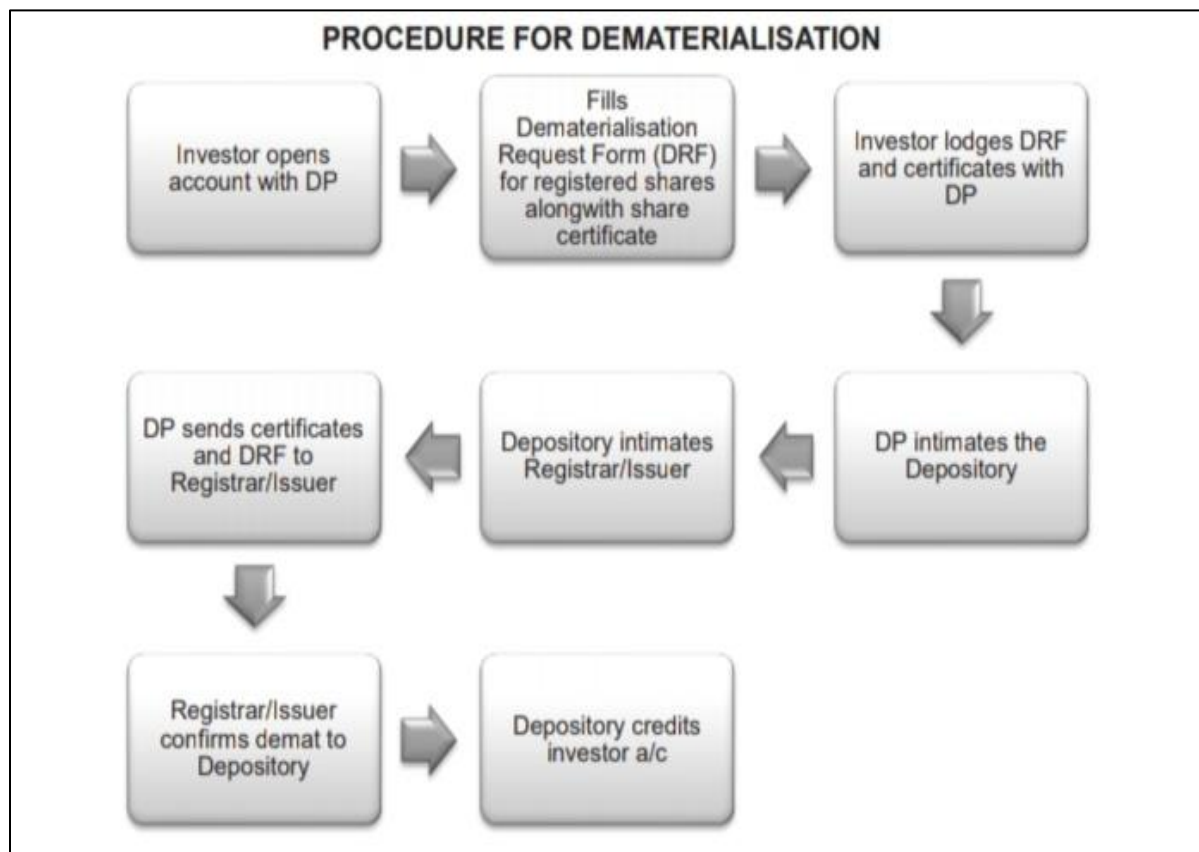 PROCEDURE FOR DEMATERIALISATION
Investor opens
account with DP
Fills
Dematerialisation
Request Form (DRF)
for registered shares
alongwith share
certificate
Investor lodges DRF
and certificates with
DP
DP intimates the
Depository
Depository intimates
Registrar/Issuer
DP sends certificates
and DRF to
Registrar/Issuer
Registrar/Issuer
confirms demat to
Depository
Depository credits
investor a/c